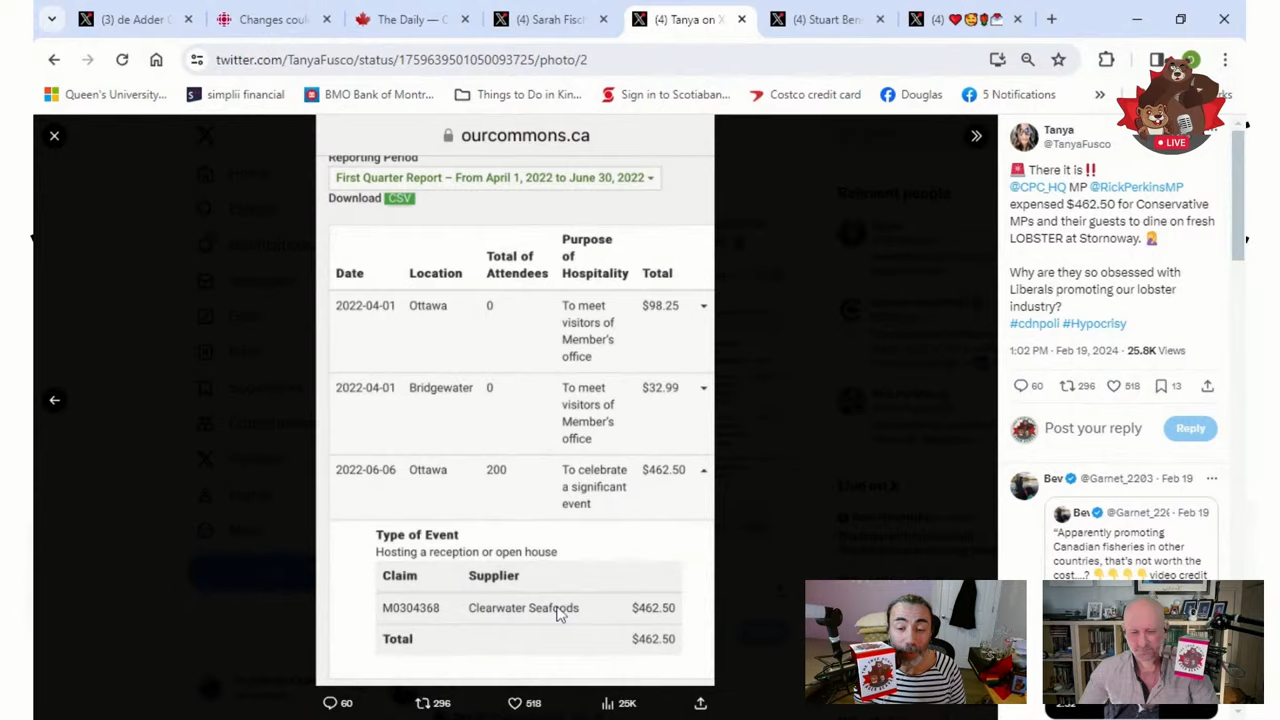 (4) de Adder
Changes coul
The Daily — C
(4) Sarah Fisc
(4) Tanya on X
(4) Stuart Ben
(4) ❤️🥰🌹💌
twitter.com/TanyaFusco/status/1759639501050093725/photo/2
Queen's University...
simplii financial
BMO Bank of Montr...
Things to Do in Kin...
Sign in to Scotiaban...
Costco credit card
Douglas
5 Notifications
LIVE
ourcommons.ca
Reporting Period
First Quarter Report – From April 1, 2022 to June 30, 2022
Download CSV
Date Location Total of Attendees Purpose of Hospitality Total
2022-04-01 Ottawa 0 To meet visitors of Member's office $98.25
2022-04-01 Bridgewater 0 To meet visitors of Member's office $32.99
2022-06-06 Ottawa 200 To celebrate a significant event $462.50
Type of Event
Hosting a reception or open house
Claim Supplier
M0304368 Clearwater Seafoods $462.50
Total $462.50
60 296 518 25K
Tanya
@TanyaFusco
🚨 There it is‼️
@CPC_HQ MP @RickPerkinsMP
expensed $462.50 for Conservative
MPs and their guests to dine on fresh
LOBSTER at Stornoway. 🤦‍♀️
Why are they so obsessed with
Liberals promoting our lobster
industry?
#cdnpoli #Hypocrisy
1:02 PM · Feb 19, 2024 · 25.8K Views
60 296 518 13
Post your reply
Reply
Bev @Garnet_2203 · Feb 19
Bev @Garnet_22( · Feb 19
"Apparently promoting
Canadian fisheries in other
countries, that's not worth the
cost....? 👇👇👇👇 video credit